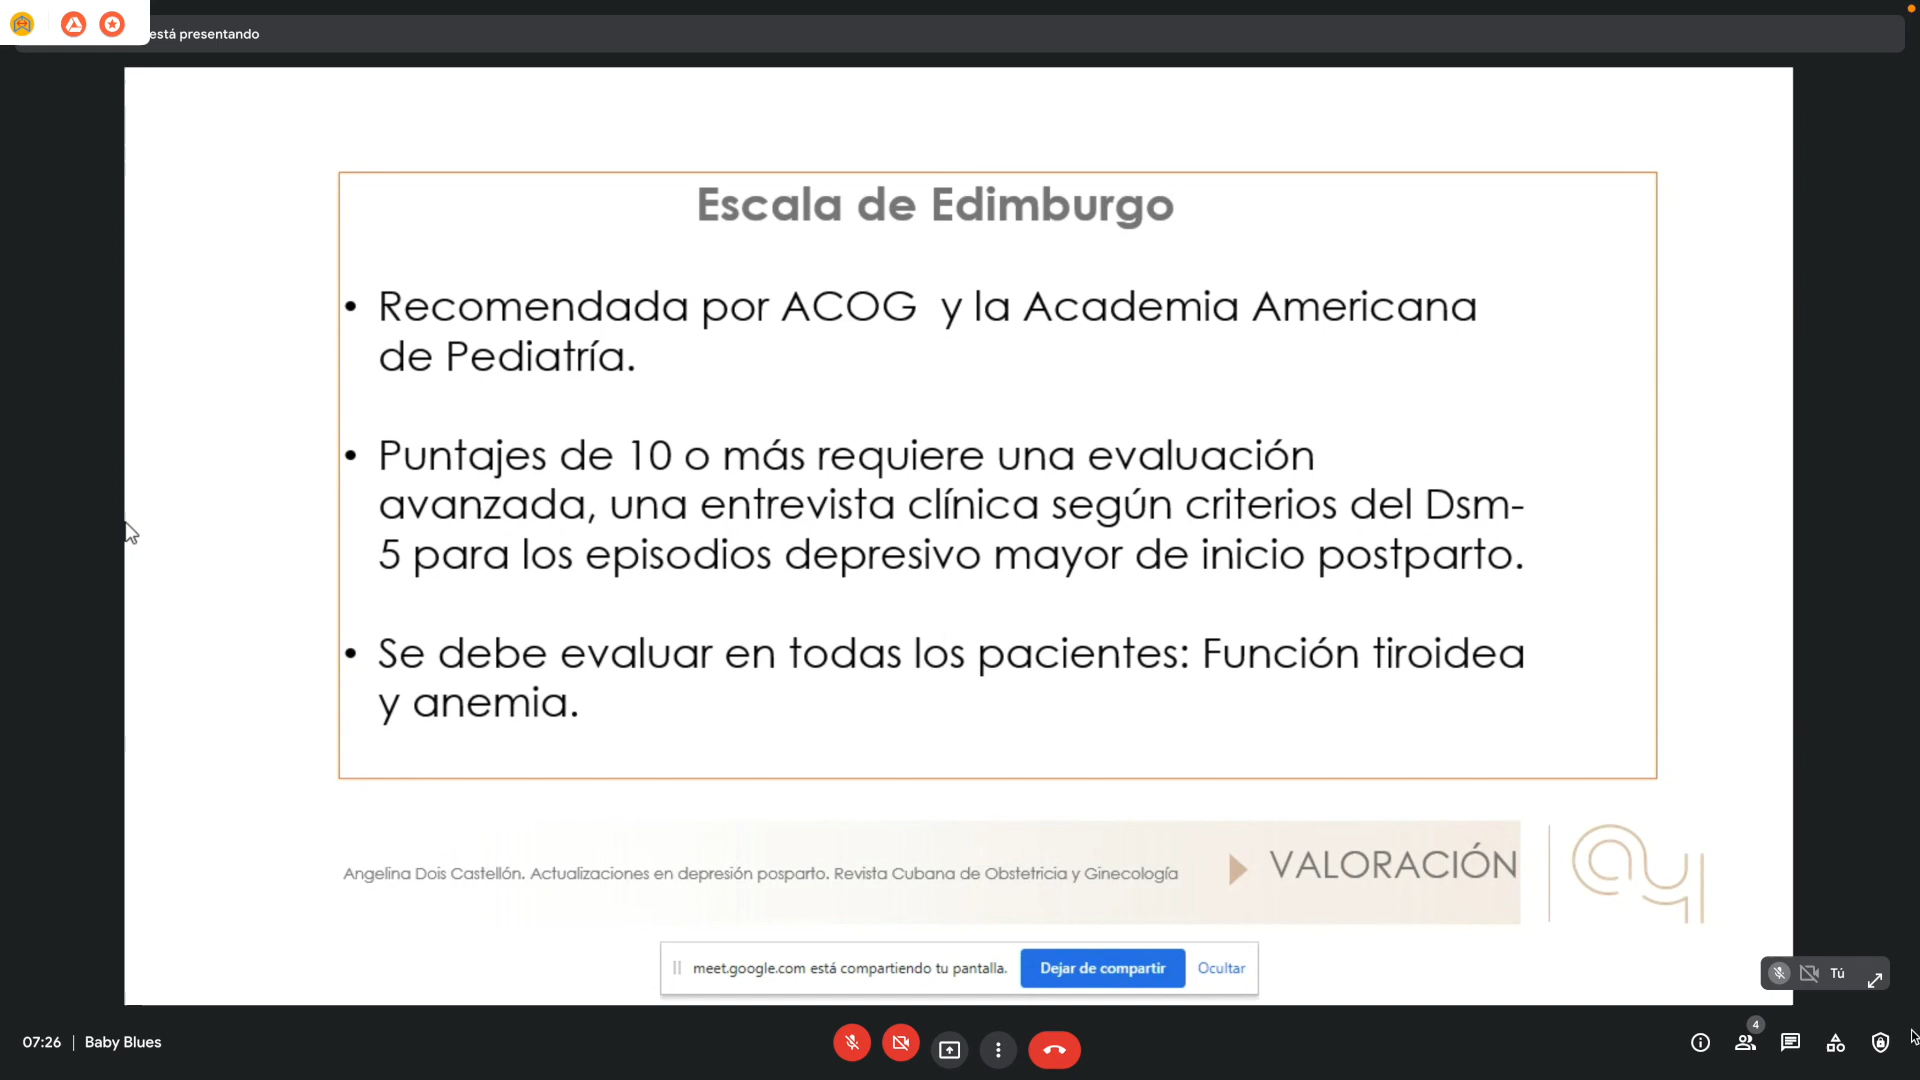 está presentando
Escala de Edimburgo
• Recomendada por ACOG y la Academia Americana
de Pediatría.
• Puntajes de 10 o más requiere una evaluación
avanzada, una entrevista clínica según criterios del Dsm-
5 para los episodios depresivo mayor de inicio postparto.
• Se debe evaluar en todas los pacientes: Función tiroidea
y anemia.
Angelina Dois Castellón. Actualizaciones en depresión posparto. Revista Cubana de Obstetricia y Ginecología
VALORACIÓN
meet.google.com está compartiendo tu pantalla.
Dejar de compartir
Ocultar
Tú
07:26 | Baby Blues
4